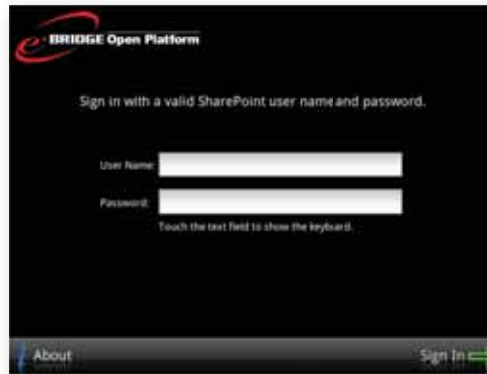 e-BRIDGE Open Platform
Sign in with a valid SharePoint user name and password.
User Name:
Password:
Touch the text field to show the keyboard.
About
Sign In